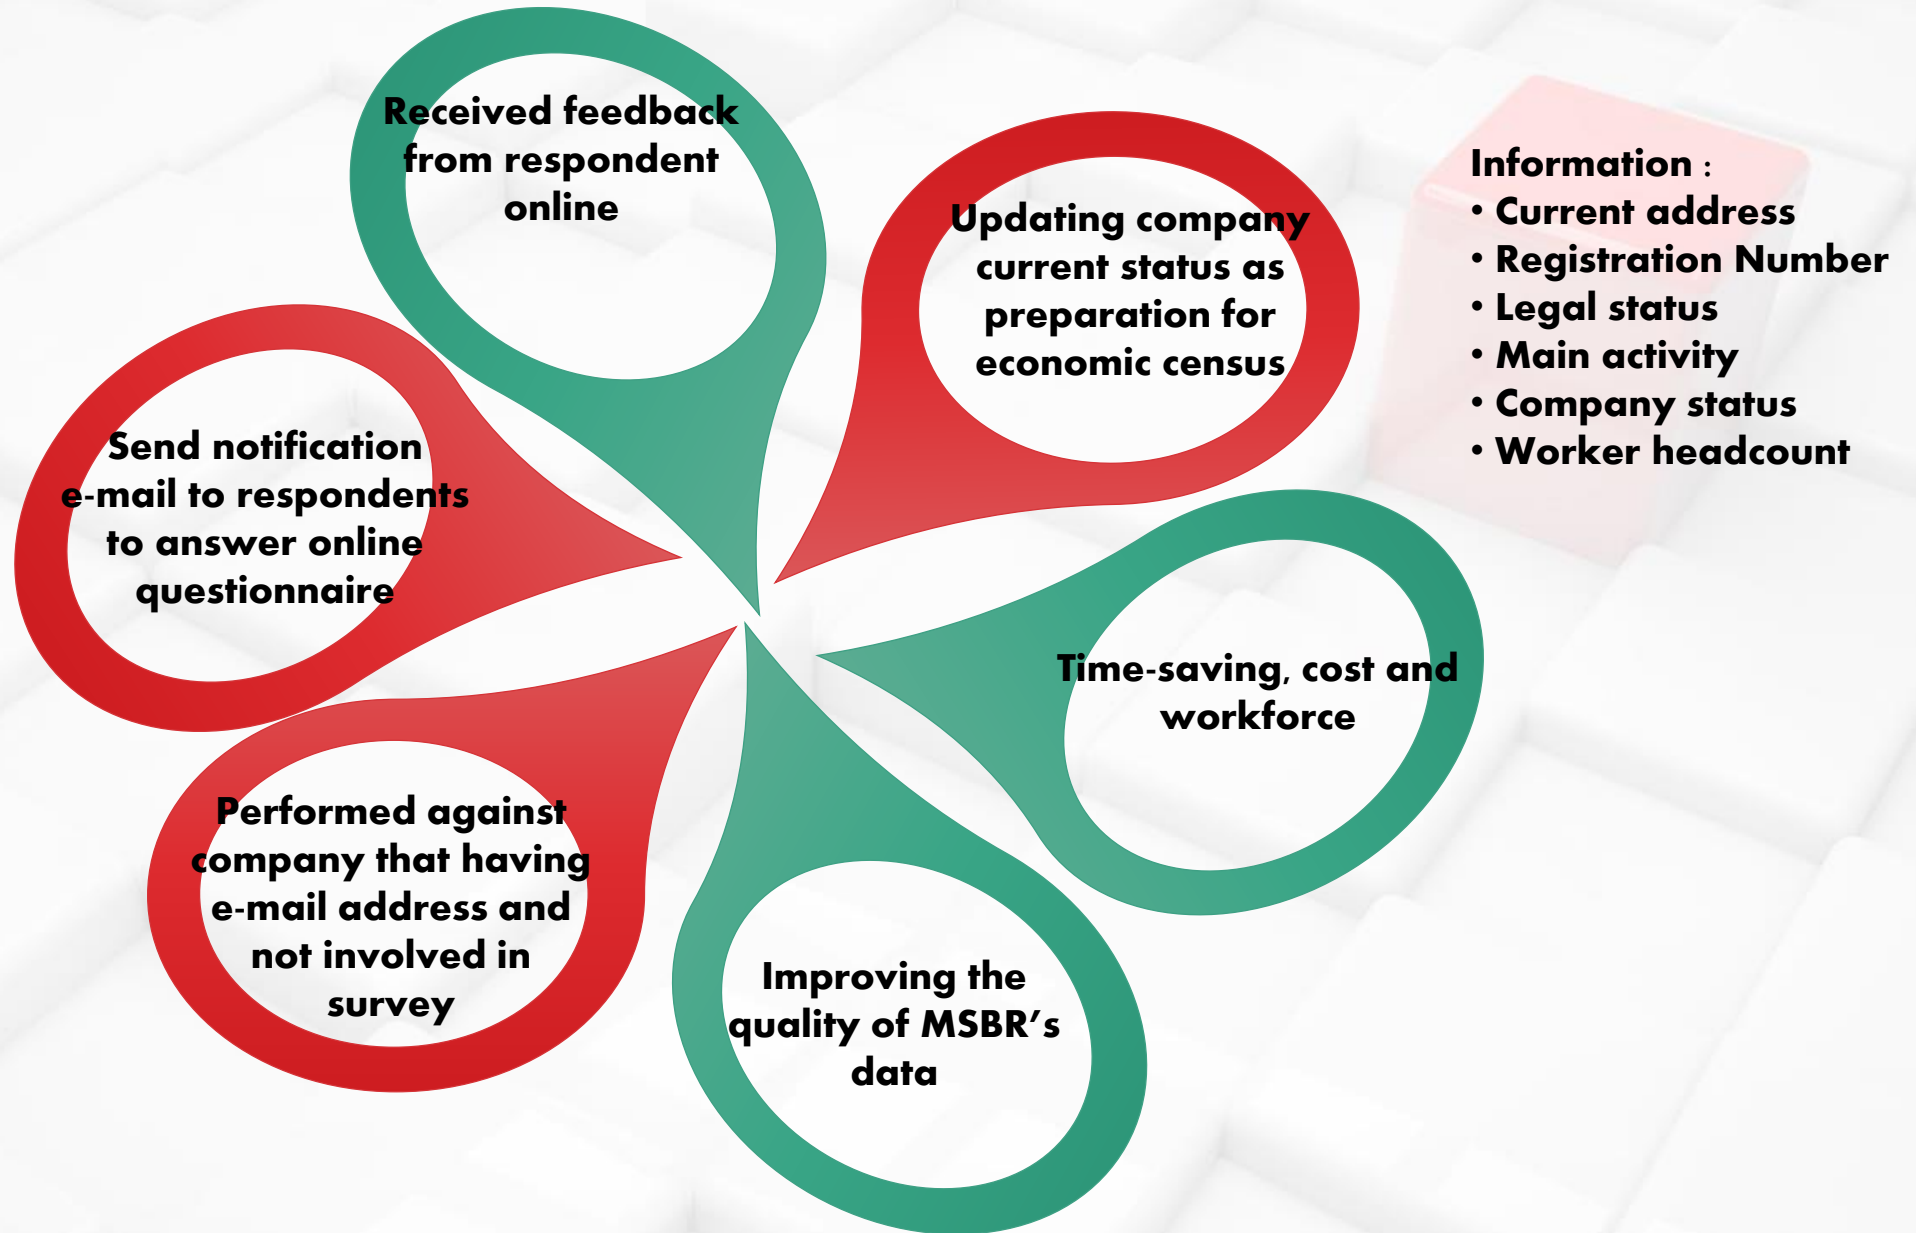 Received feedback
from respondent
online
Updating company
current status as
preparation for
economic census
Information :
• Current address
• Registration Number
• Legal status
• Main activity
• Company status
• Worker headcount
Send notification
e-mail to respondents
to answer online
questionnaire
Time-saving, cost and
workforce
Performed against
company that having
e-mail address and
not involved in
survey
Improving the
quality of MSBR’s
data